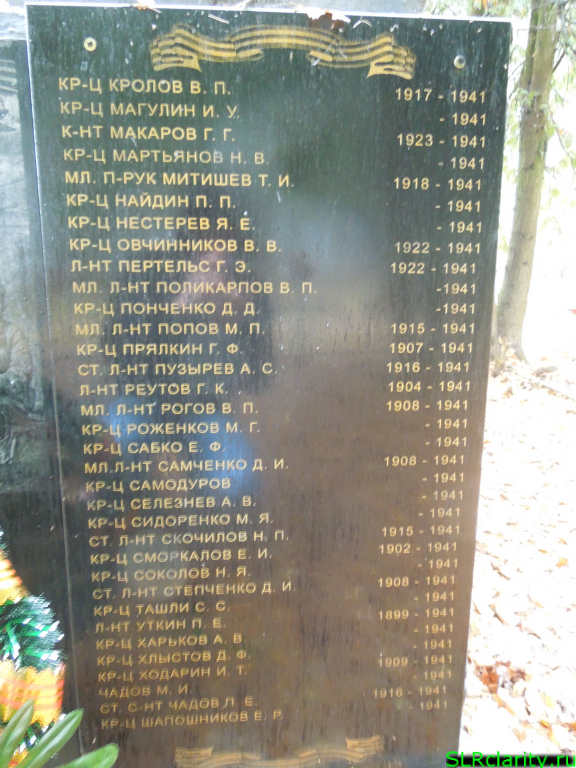 КР-Ц КРОЛОВ В. П. 1917 - 1941
КР-Ц МАГУЛИН И. У. - 1941
К-НТ МАКАРОВ Г. Г. 1923 - 1941
КР-Ц МАРТЬЯНОВ Н. В. - 1941
МЛ. П-РУК МИТИШЕВ Т. И. 1918 - 1941
КР-Ц НАЙДИН П. П. - 1941
КР-Ц НЕСТЕРЕВ Я. Е. - 1941
КР-Ц ОВЧИННИКОВ В. В. 1922 - 1941
Л-НТ ПЕРТЕЛЬС Г. Э. 1922 - 1941
МЛ. Л-НТ ПОЛИКАРПОВ В. П. -1941
КР-Ц ПОНЧЕНКО Д. Д. -1941
МЛ. Л-НТ ПОПОВ М. П. 1915 - 1941
КР-Ц ПРЯЛКИН Г. Ф. 1907 - 1941
СТ. Л-НТ ПУЗЫРЕВ А. С. 1916 - 1941
Л-НТ РЕУТОВ Г. К. 1904 - 1941
МЛ. Л-НТ РОГОВ В. П. 1908 - 1941
КР-Ц РОЖЕНКОВ М. Г. - 1941
КР-Ц САБКО Е. Ф. - 1941
МЛ.Л-НТ САМЧЕНКО Д. И. 1908 - 1941
КР-Ц САМОДУРОВ - 1941
КР-Ц СЕЛЕЗНЕВ А. В. - 1941
КР-Ц СИДОРЕНКО М. Я. - 1941
СТ. Л-НТ СКОЧИЛОВ Н. П. 1915 - 1941
КР-Ц СМОРКАЛОВ Е. И. 1902 - 1941
КР-Ц СОКОЛОВ Н. Я. - 1941
СТ. Л-НТ СТЕПЧЕНКО Д. И. 1908 - 1941
КР-Ц ТАШЛИ С. С. - 1941
Л-НТ УТКИН П. Е. 1899 - 1941
КР-Ц ХАРЬКОВ А. В. - 1941
КР-Ц ХЛЫСТОВ Д. Ф. - 1941
КР-Ц ХОДАРИН И. Т. 1909 - 1941
ЧАДОВ М. И. - 1941
СТ. С-НТ ЧАДОВ Л. Е. 1916 - 1941
КР-Ц ШАПОШНИКОВ Е. Р. - 1941
SLRclarity.ru